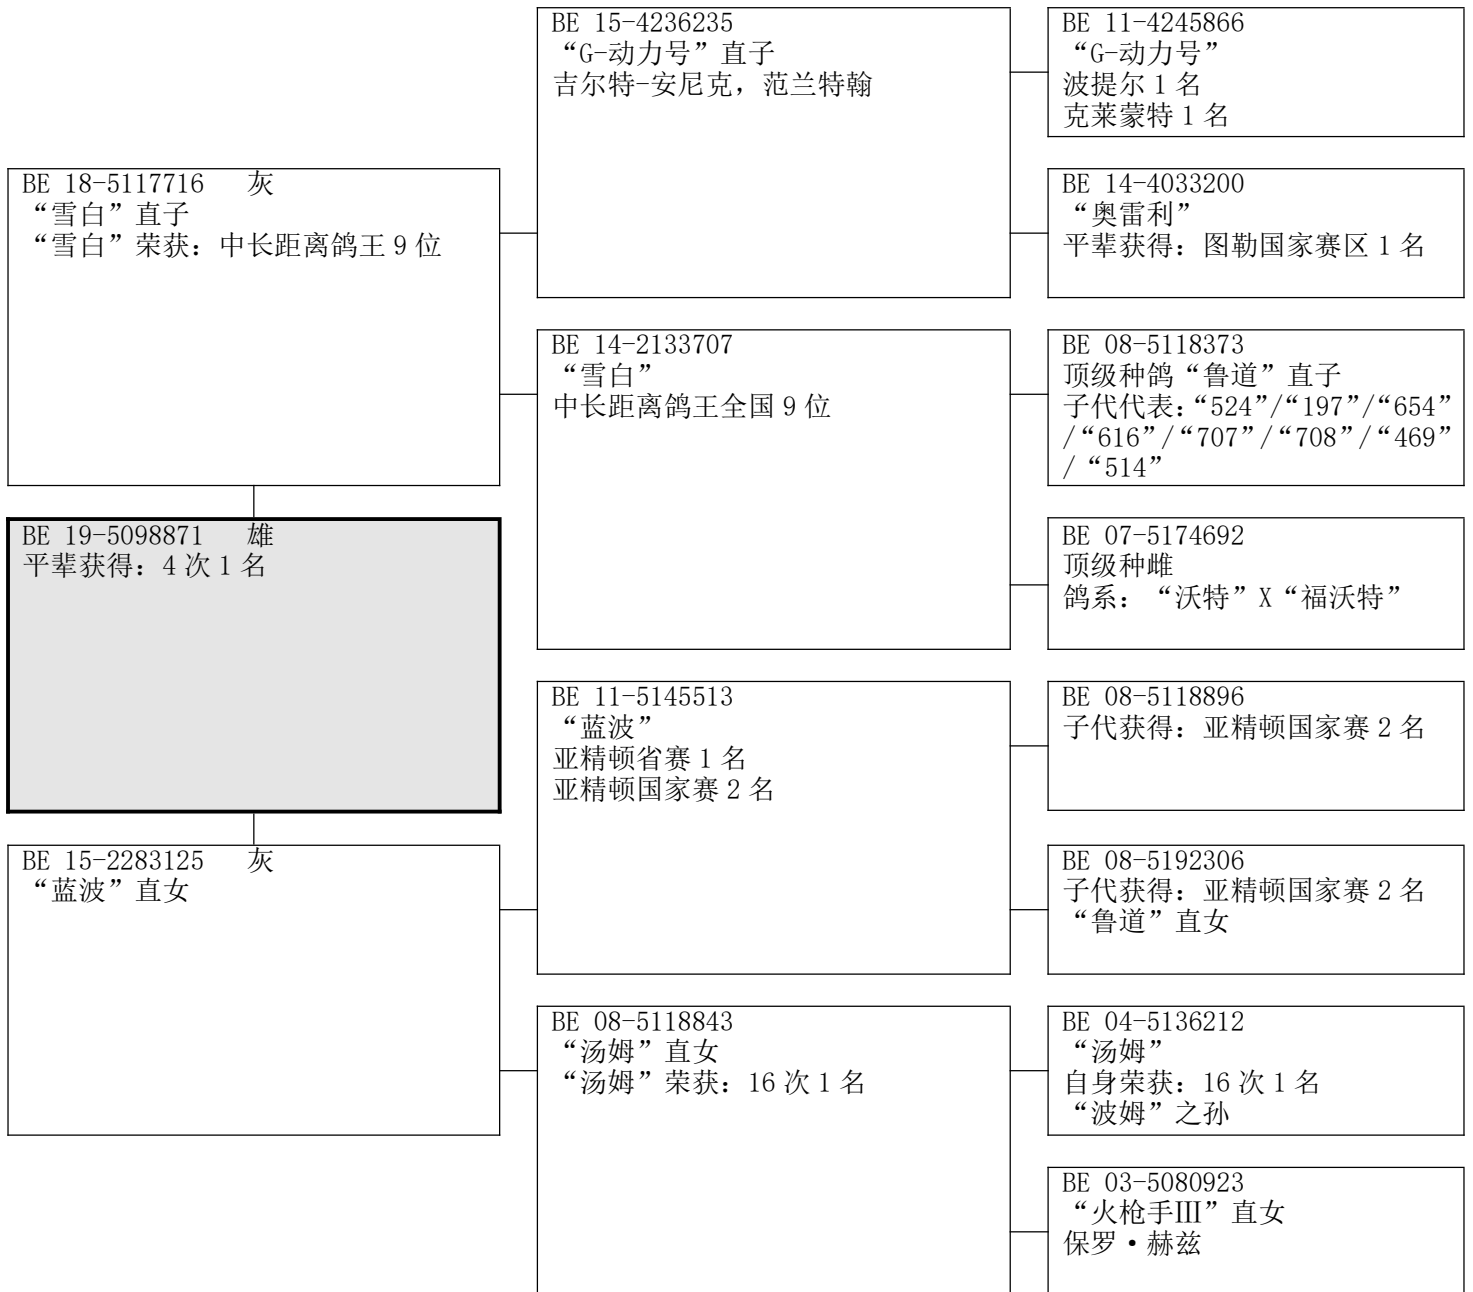 BE 18-5117716 灰
“雪白”直子
“雪白”荣获：中长距离鸽王 9 位
BE 19-5098871 雄
平辈获得：4 次 1 名
BE 15-2283125 灰
“蓝波”直女
BE 15-4236235
“G-动力号”直子
吉尔特-安尼克，范兰特翰
BE 14-2133707
“雪白”
中长距离鸽王全国 9 位
BE 11-5145513
“蓝波”
亚精顿省赛 1 名
亚精顿国家赛 2 名
BE 08-5118843
“汤姆”直女
“汤姆”荣获：16 次 1 名
BE 11-4245866
“G-动力号”
波提尔 1 名
克莱蒙特 1 名
BE 14-4033200
“奥雷利”
平辈获得：图勒国家赛区 1 名
BE 08-5118373
顶级种鸽“鲁道”直子
子代代表：“524”/“197”/“654”
/“616”/“707”/“708”/“469”
/“514”
BE 07-5174692
顶级种雌
鸽系：“沃特”X“福沃特”
BE 08-5118896
子代获得：亚精顿国家赛 2 名
BE 08-5192306
子代获得：亚精顿国家赛 2 名
“鲁道”直女
BE 04-5136212
“汤姆”
自身荣获：16 次 1 名
“波姆”之孙
BE 03-5080923
“火枪手Ⅲ”直女
保罗·赫兹